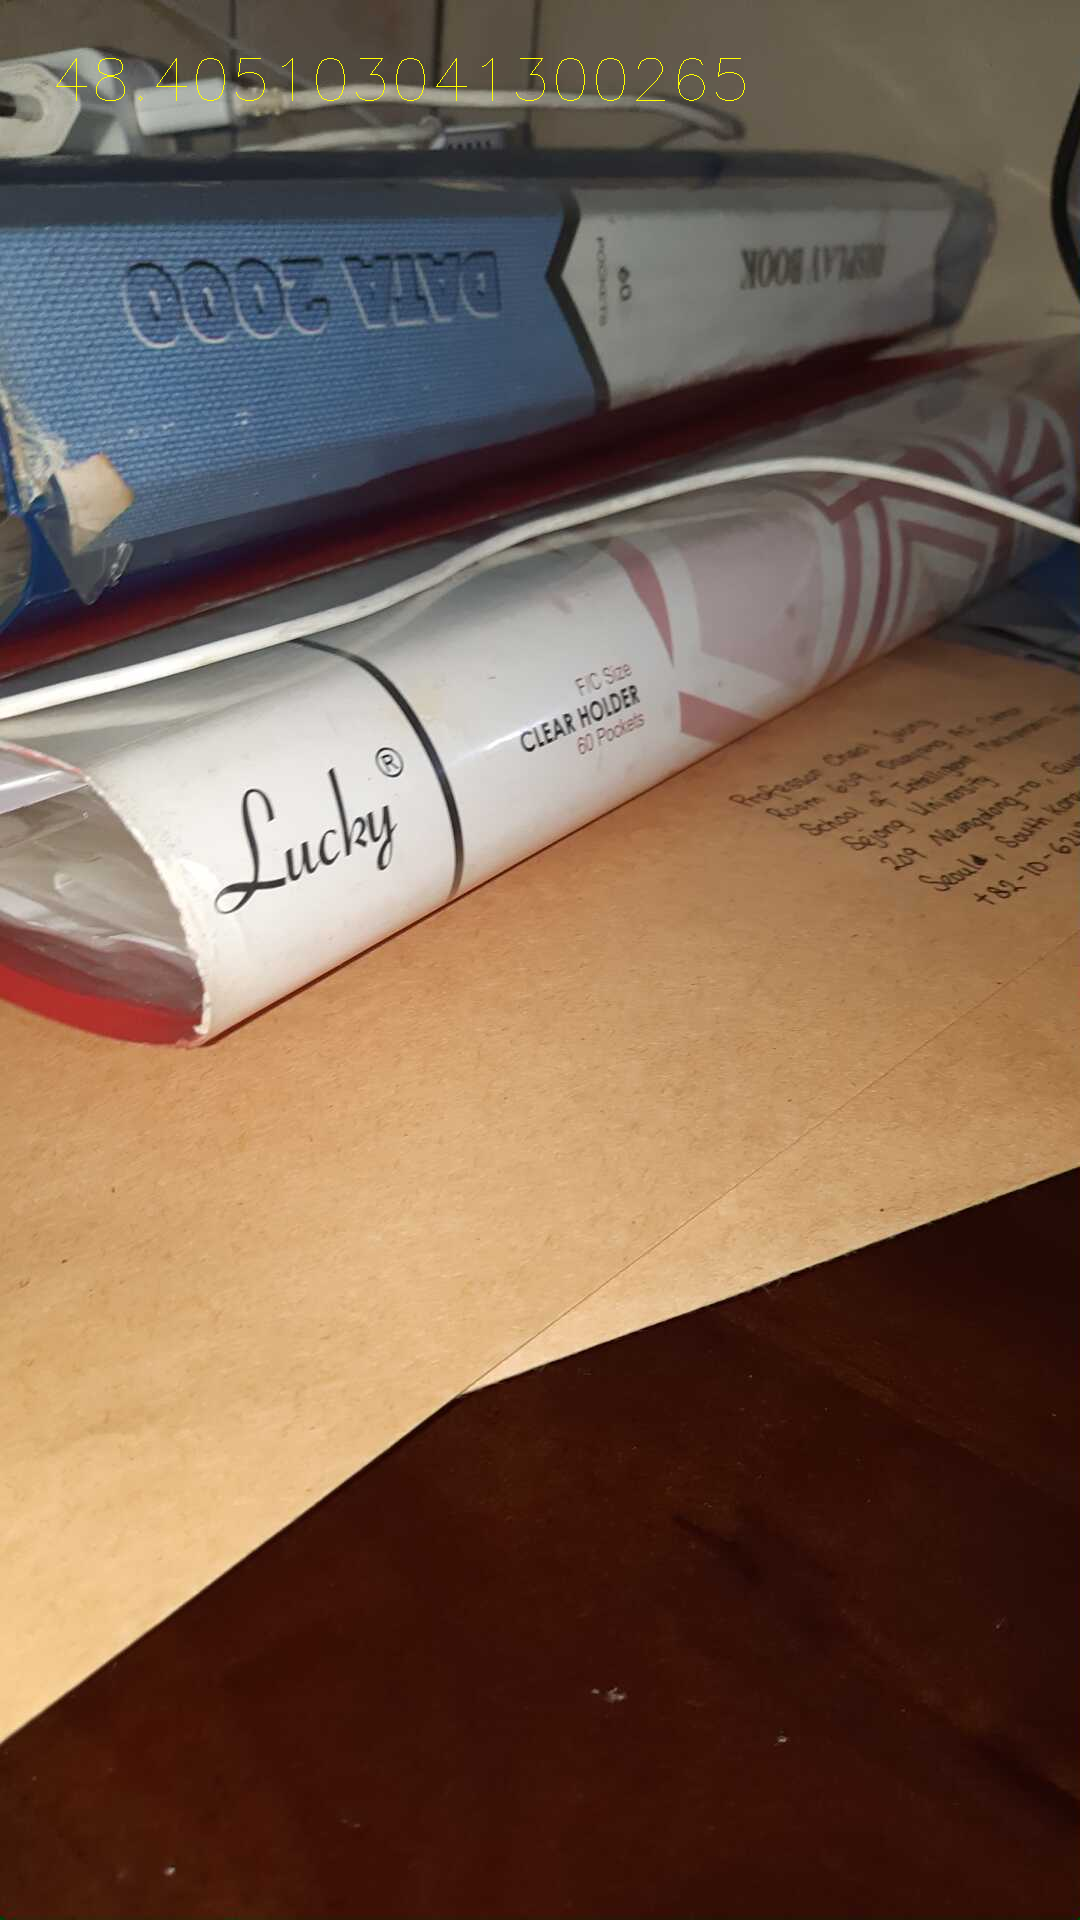 48.405103041300265
DATA 2000
60
POCKETS
DISPLAY BOOK
F/C Size
CLEAR HOLDER
60 Pockets
Lucky®
Professor
Room 609,
School of Intelligent
Sejong University
209 Neungdong-ro,
Seoul, South Korea
+82-10-